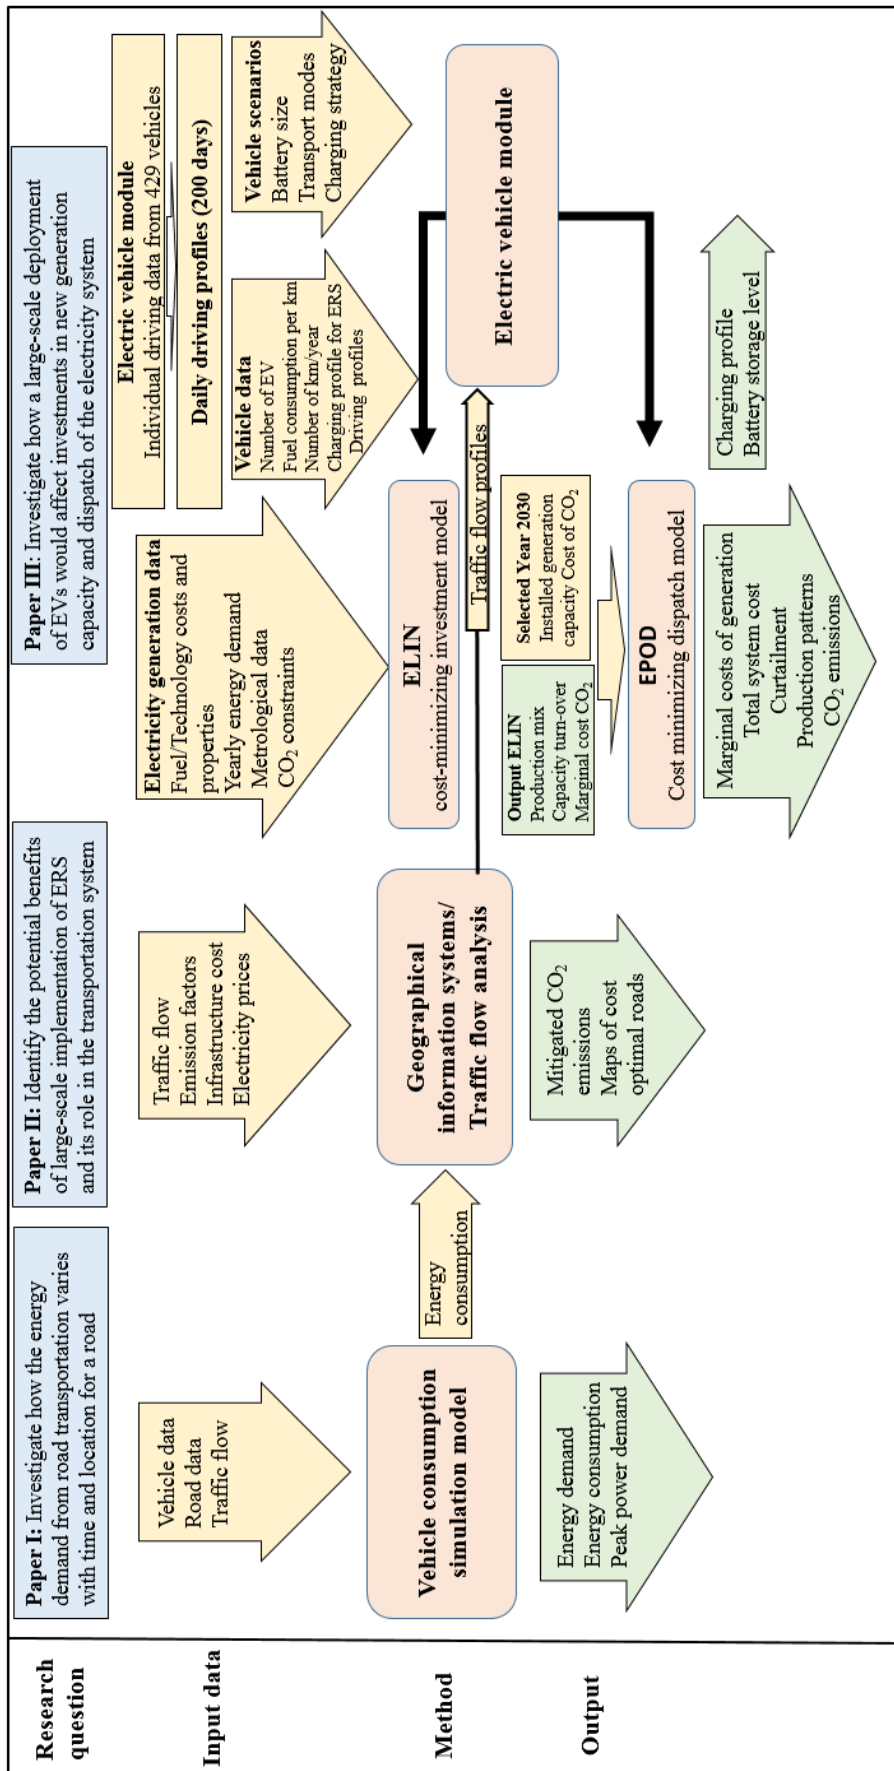 Research
question
Input data
Method
Output
Paper I: Investigate how the energy
demand from road transportation varies
with time and location for a road
Vehicle data
Road data
Traffic flow
Vehicle consumption
simulation model
Energy demand
Energy consumption
Peak power demand
Energy
consumption
Paper II: Identify the potential benefits
of large-scale implementation of ERS
and its role in the transportation system
Traffic flow
Emission factors
Infrastructure cost
Electricity prices
Geographical
information systems/
Traffic flow analysis
Mitigated CO₂
emissions
Maps of cost
optimal roads
Traffic flow profiles
Paper III: Investigate how a large-scale deployment
of EVs would affect investments in new generation
capacity and dispatch of the electricity system
Electricity generation data
Fuel/Technology costs and
properties
Yearly energy demand
Metrological data
CO₂ constraints
Electric vehicle module
Individual driving data from 429 vehicles
Daily driving profiles (200 days)
Vehicle data
Number of EV
Fuel consumption per km
Number of km/year
Charging profile for ERS
Driving profiles
Vehicle scenarios
Battery size
Transport modes
Charging strategy
ELIN
cost-minimizing investment model
Electric vehicle module
Output ELIN
Production mix
Capacity turn-over
Marginal cost CO₂
Selected Year 2030
Installed generation
capacity Cost of CO₂
EPOD
Cost minimizing dispatch model
Marginal costs of generation
Total system cost
Curtailment
Production patterns
CO₂ emissions
Charging profile
Battery storage level